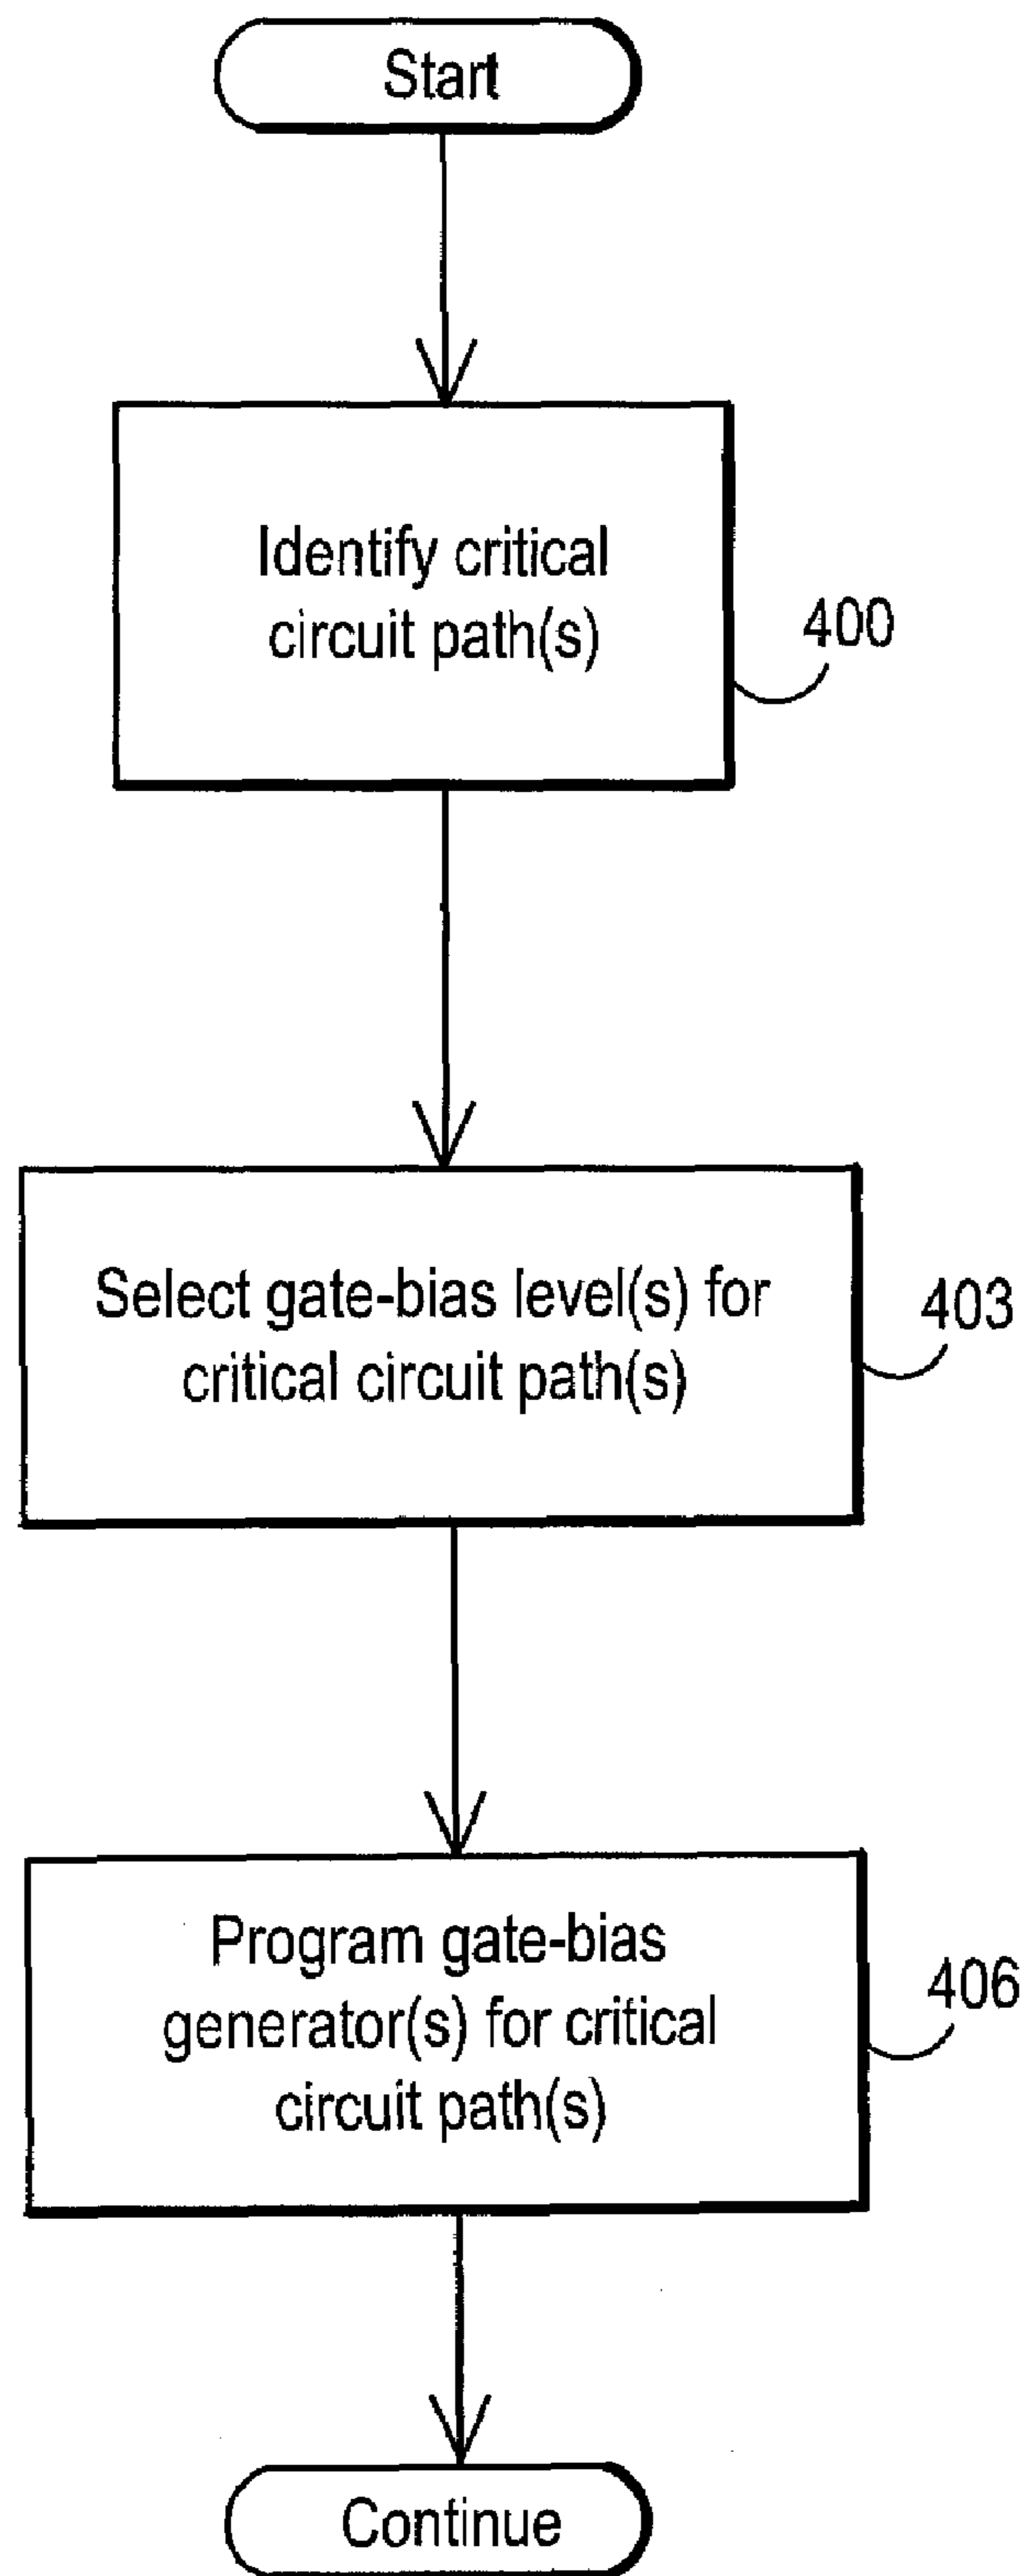 Start
Identify critical
circuit path(s)
400
Select gate-bias level(s) for
critical circuit path(s)
403
Program gate-bias
generator(s) for critical
circuit path(s)
406
Continue